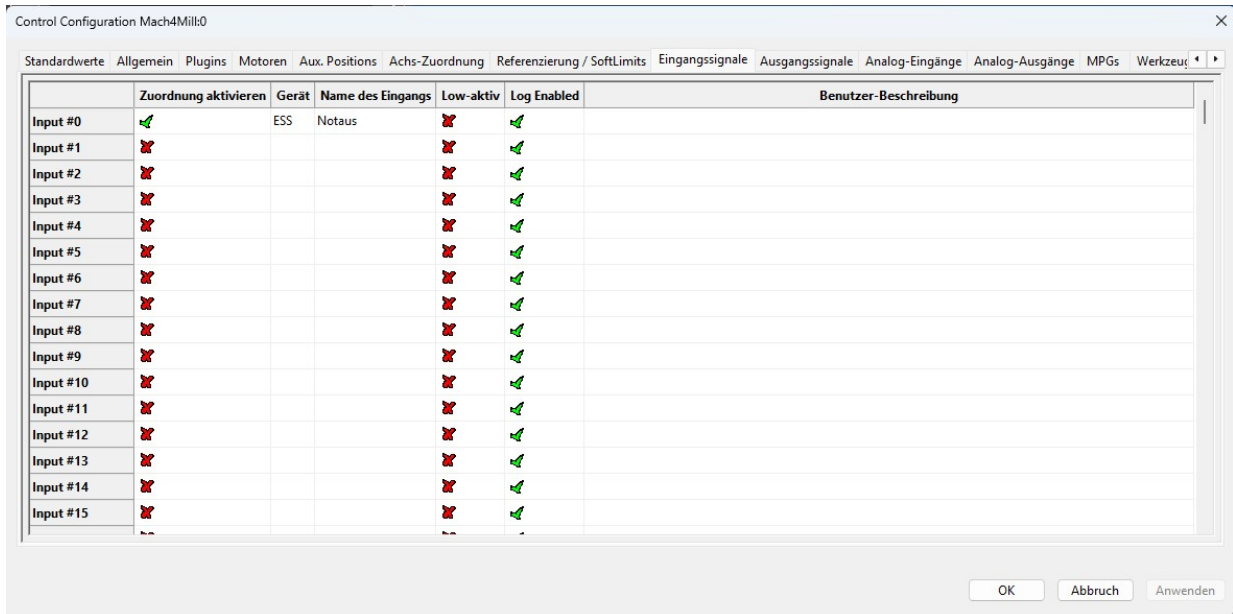 Control Configuration Mach4Mill:0
Standardwerte Allgemein Plugins Motoren Aux. Positions Achs-Zuordnung Referenzierung / SoftLimits Eingangssignale Ausgangssignale Analog-Eingänge Analog-Ausgänge MPGs Werkzeug
Zuordnung aktivieren Gerät Name des Eingangs Low-aktiv Log Enabled Benutzer-Beschreibung
Input #0 ESS Notaus
Input #1
Input #2
Input #3
Input #4
Input #5
Input #6
Input #7
Input #8
Input #9
Input #10
Input #11
Input #12
Input #13
Input #14
Input #15
OK Abbruch Anwenden